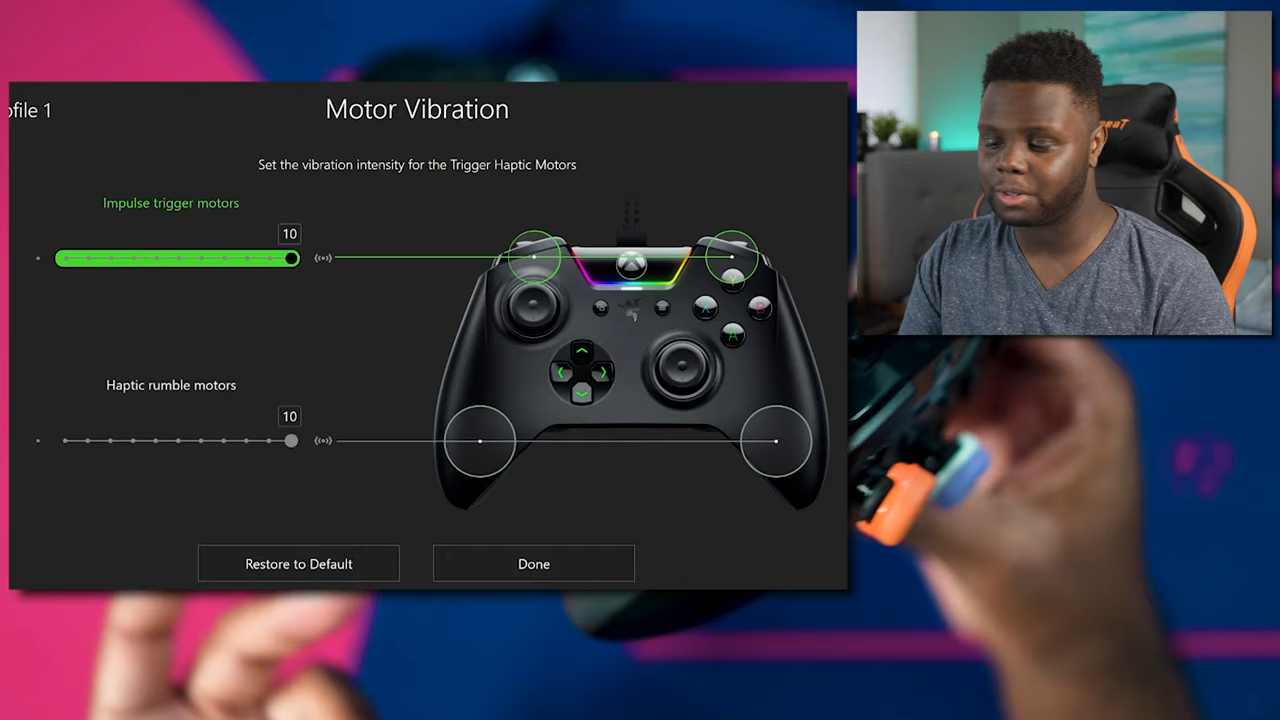 ofile 1
Motor Vibration
Set the vibration intensity for the Trigger Haptic Motors
Impulse trigger motors
10
Y
X
B
A
Haptic rumble motors
10
Restore to Default
Done